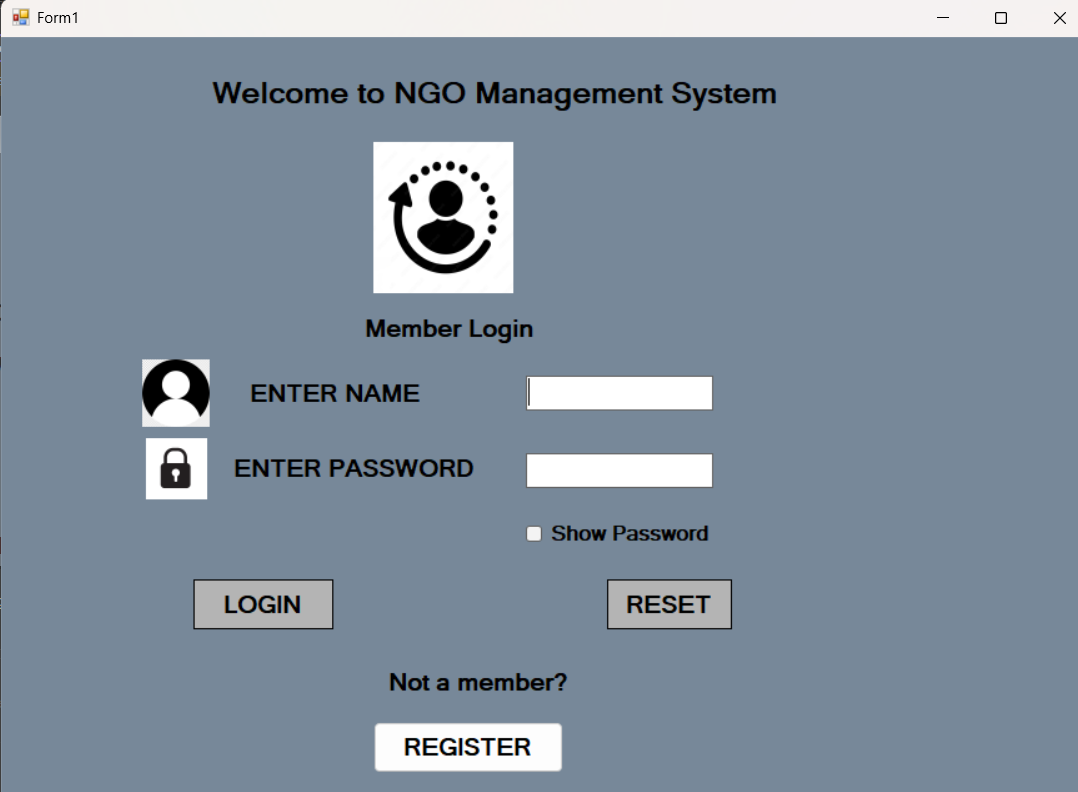 Form1
Welcome to NGO Management System
Member Login
ENTER NAME
ENTER PASSWORD
Show Password
LOGIN RESET
Not a member?
REGISTER